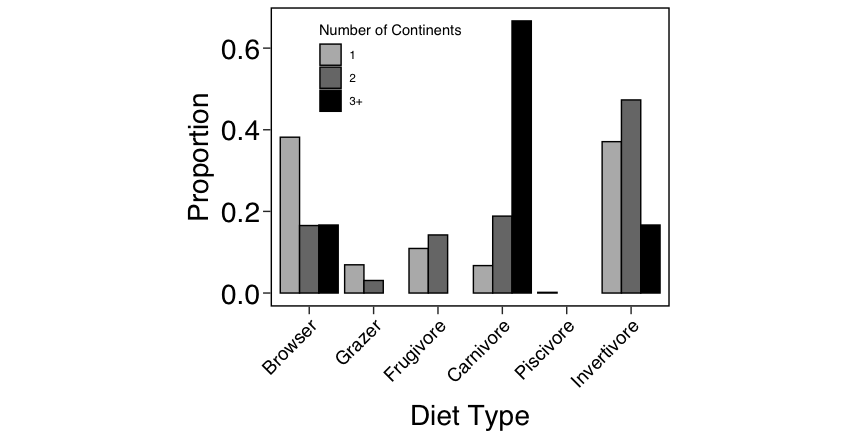 Number of Continents
1
2
3+
Proportion
0.6
0.4
0.2
0.0
Browser
Grazer
Frugivore
Carnivore
Piscivore
Invertivore
Diet Type